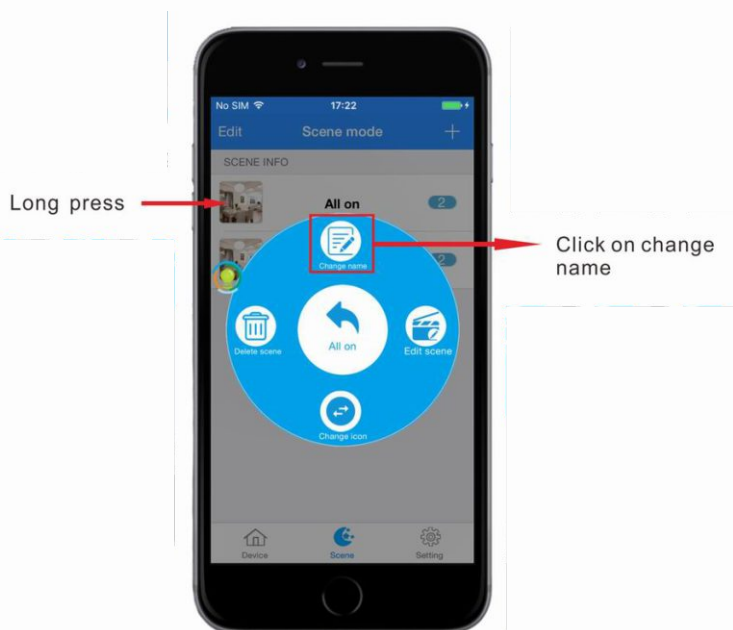 No SIM 17:22
Edit Scene mode +
SCENE INFO
Long press
All on 2
Change name
2
Click on change
name
Delete scene
All on
Edit scene
Change icon
Device Scene Setting